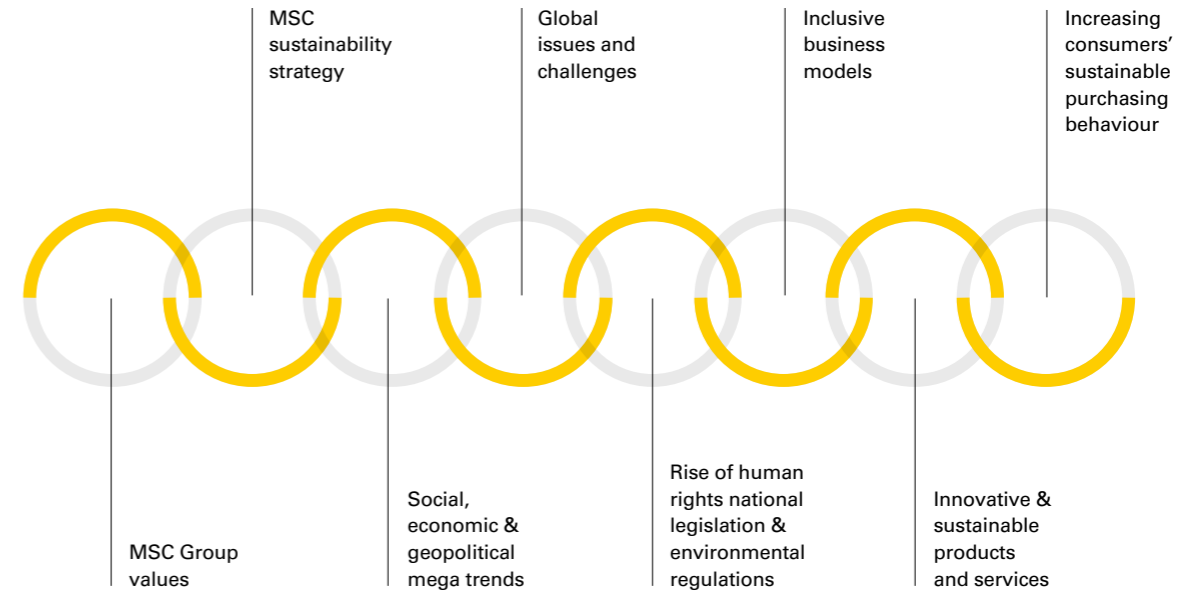 MSC
sustainability
strategy
Global
issues and
challenges
Inclusive
business
models
Increasing
consumers’
sustainable
purchasing
behaviour
MSC Group
values
Social,
economic &
geopolitical
mega trends
Rise of human
rights national
legislation &
environmental
regulations
Innovative &
sustainable
products
and services